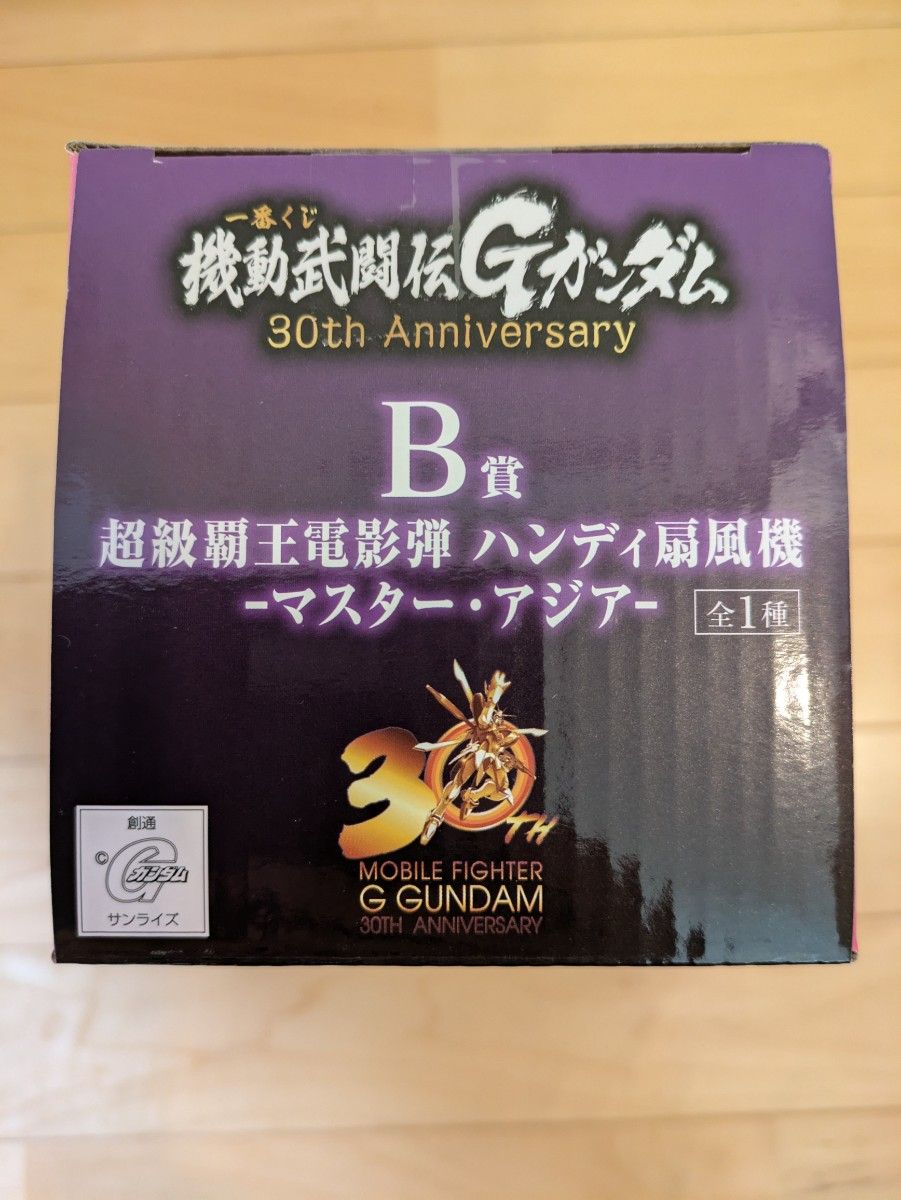 一番くじ
機動武闘伝Gガンダム
30th Anniversary
B賞
超級覇王電影弾 ハンディ扇風機
-マスター・アジア-
全1種
30TH
MOBILE FIGHTER
G GUNDAM
30TH ANNIVERSARY
創通
© Gガンダム
サンライズ